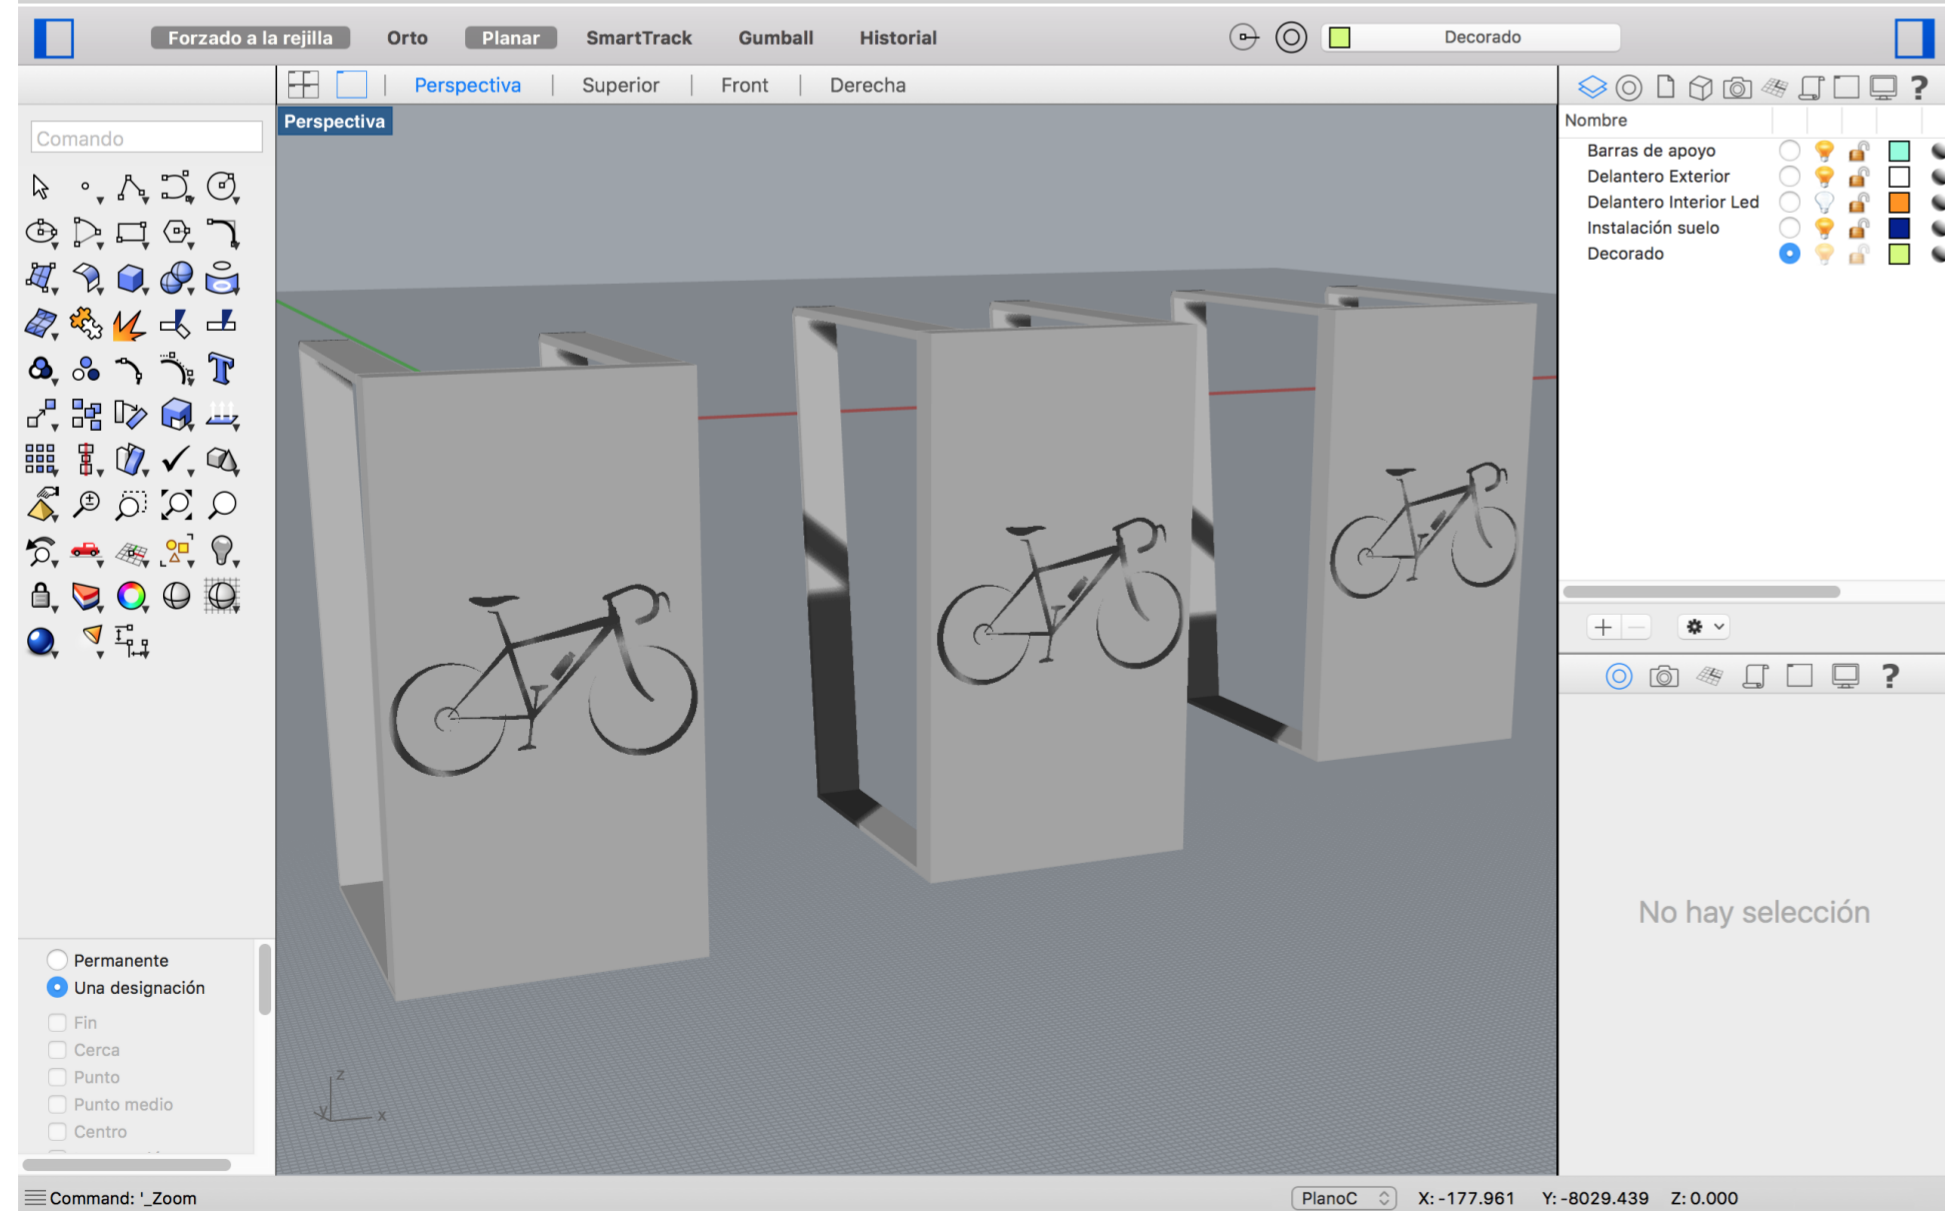 Forzado a la rejilla Orto Planar SmartTrack Gumball Historial Decorado
Perspectiva Superior Front Derecha
Perspectiva
Comando
Nombre
Barras de apoyo
Delantero Exterior
Delantero Interior Led
Instalación suelo
Decorado
No hay selección
Permanente
Una designación
Fin
Cerca
Punto
Punto medio
Centro
z
y x
Command: '_Zoom PlanoC X: -177.961 Y: -8029.439 Z: 0.000